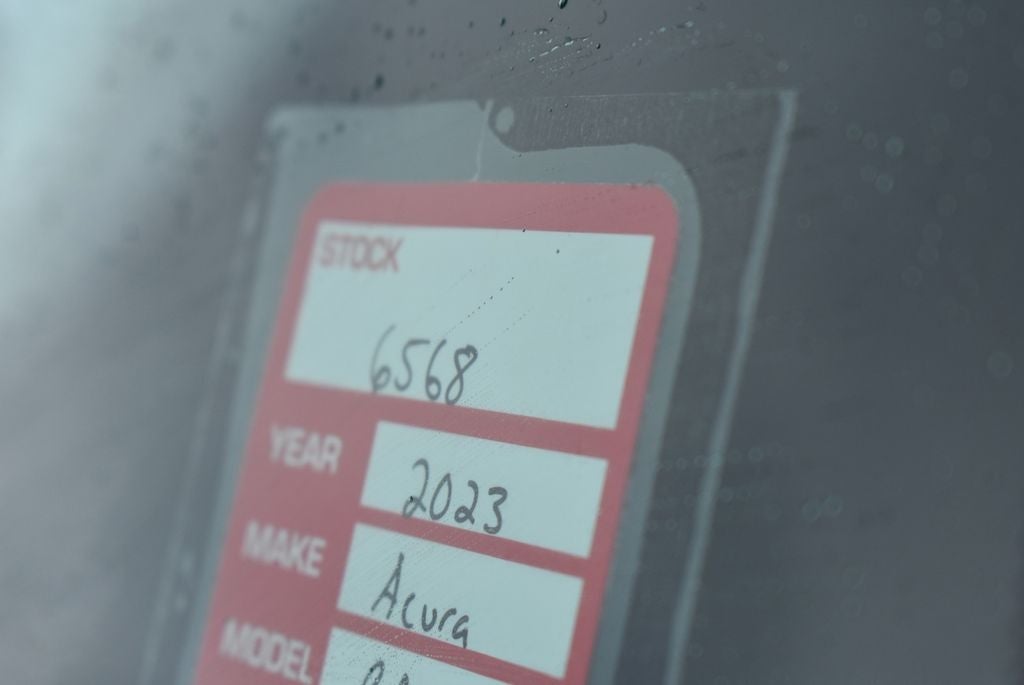 STOCK
6568
YEAR 2023
MAKE Acura
MODEL